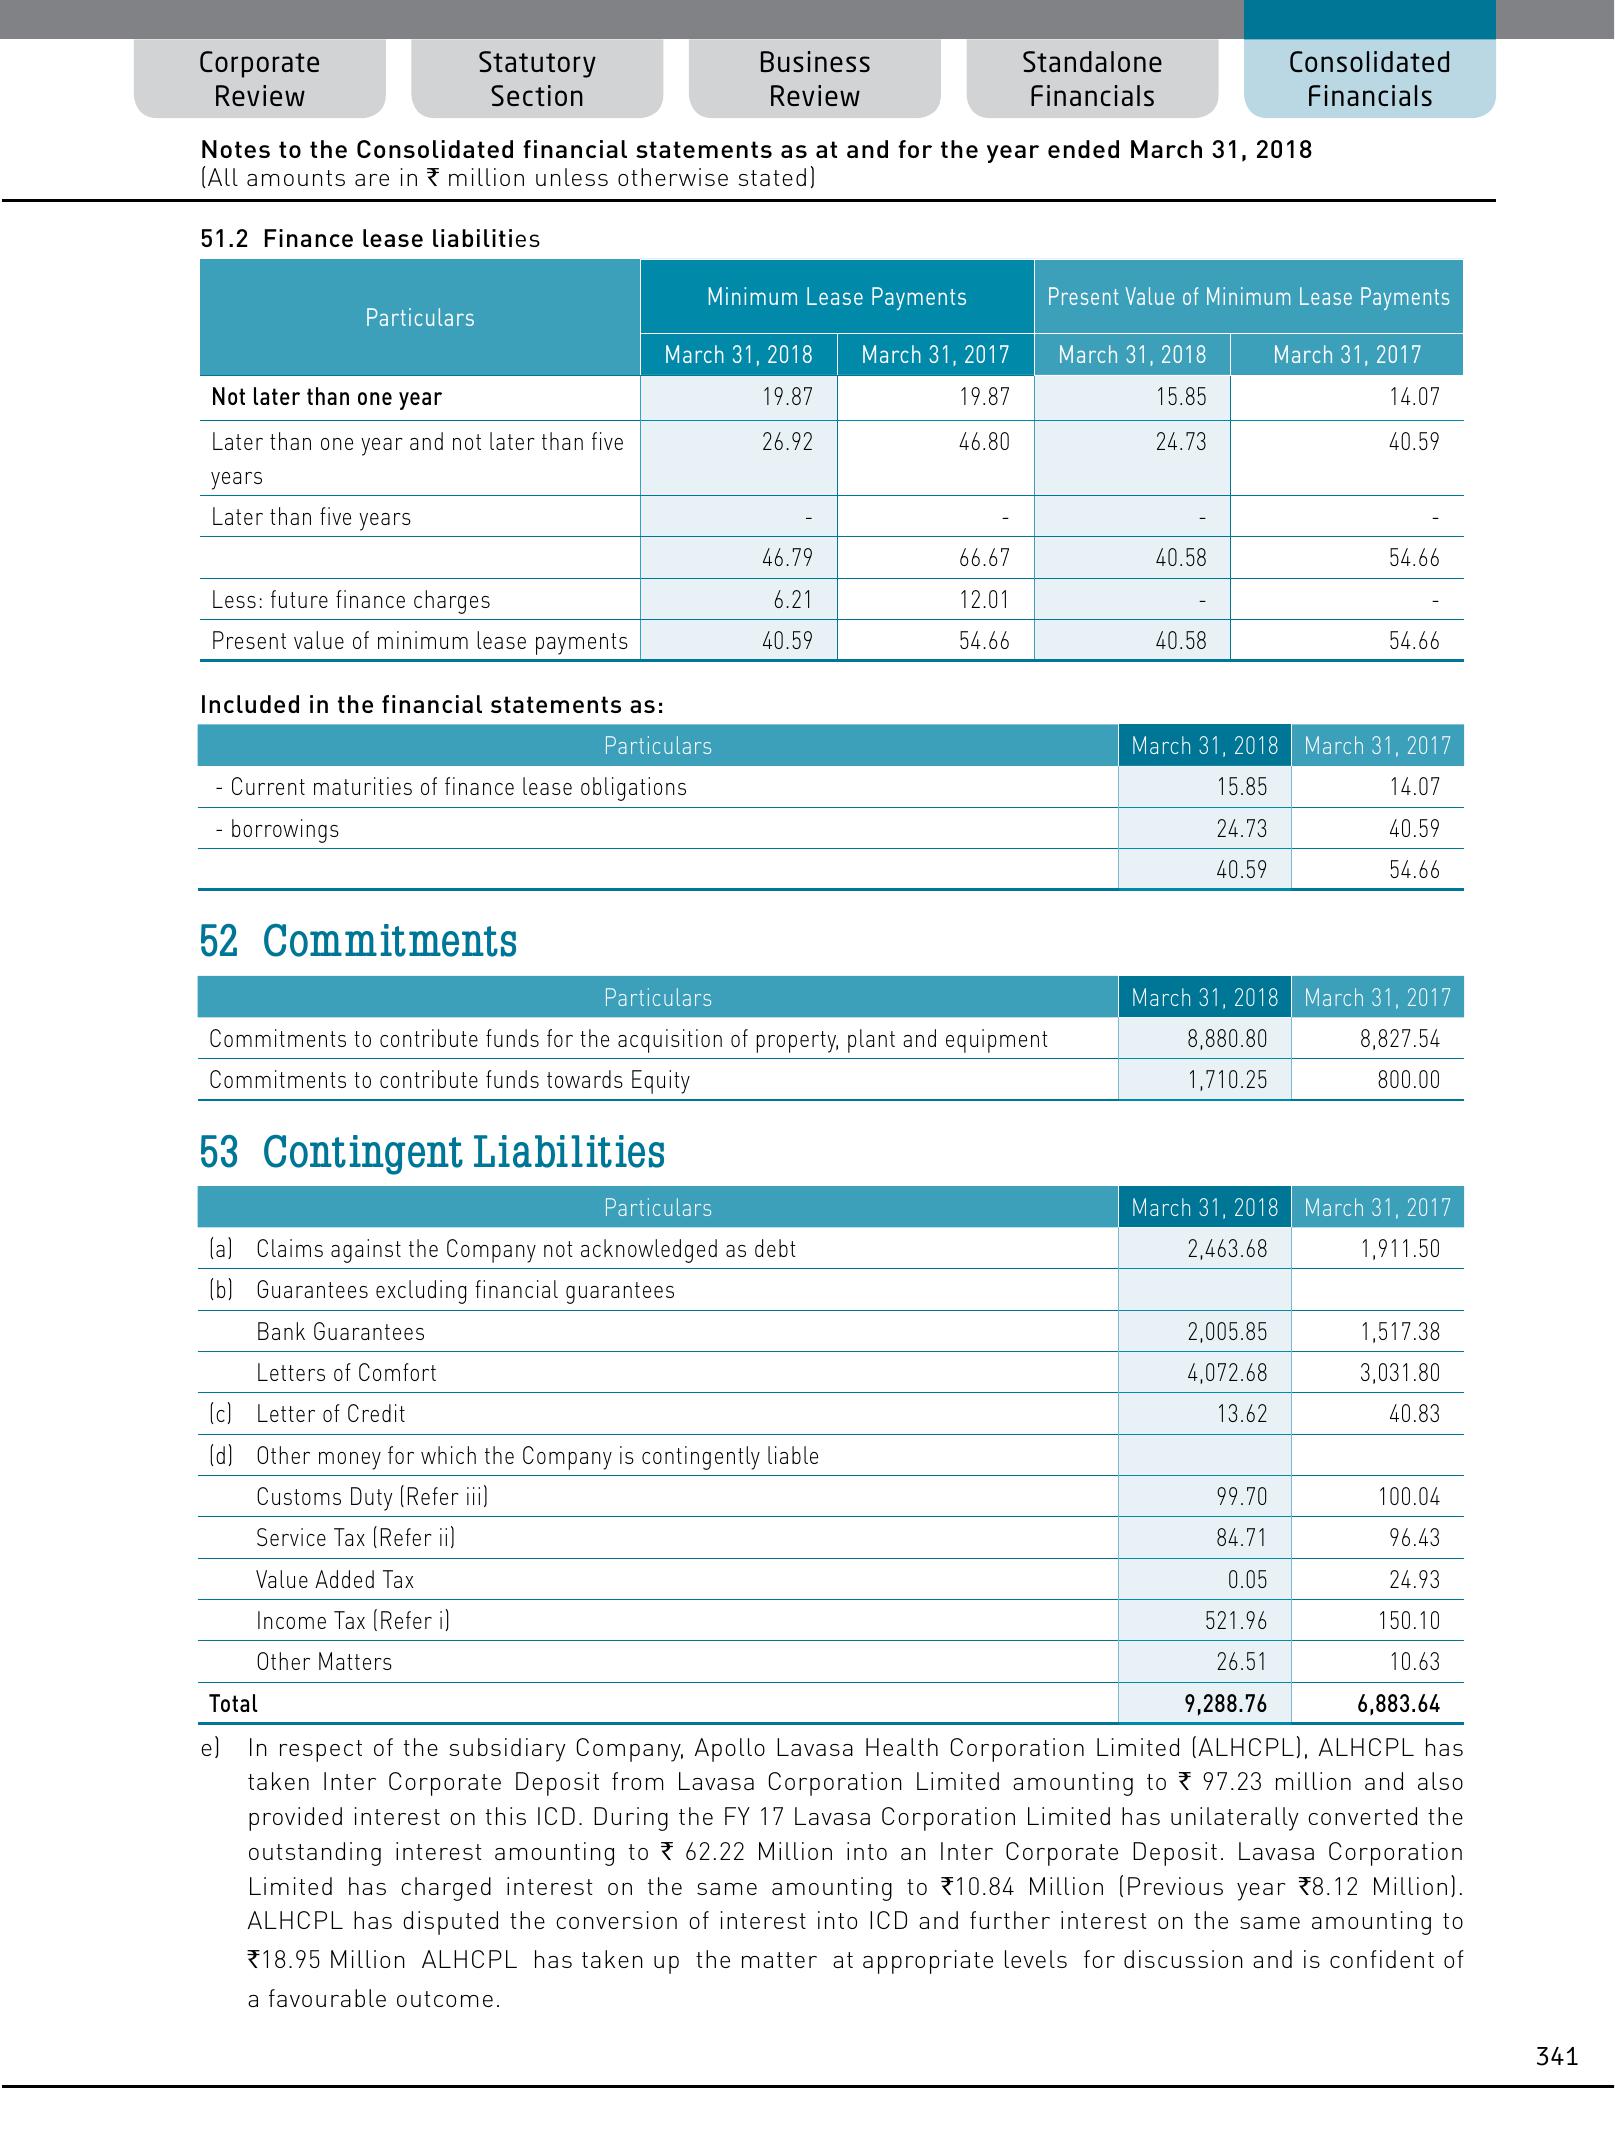 Corporate Review
Statutory Section
Business Review
Standalone Financials
Consolidated Financials
Notes to the Consolidated financial statements as at and for the year ended March 31, 2018
(All amounts are in ₹ million unless otherwise stated)
51.2 Finance lease liabilities
Particulars Minimum Lease Payments Present Value of Minimum Lease Payments
March 31, 2018 March 31, 2017 March 31, 2018 March 31, 2017
Not later than one year 19.87 19.87 15.85 14.07
Later than one year and not later than five years 26.92 46.80 24.73 40.59
Later than five years - - - -
46.79 66.67 40.58 54.66
Less: future finance charges 6.21 12.01 - -
Present value of minimum lease payments 40.59 54.66 40.58 54.66
Included in the financial statements as:
Particulars March 31, 2018 March 31, 2017
- Current maturities of finance lease obligations 15.85 14.07
- borrowings 24.73 40.59
40.59 54.66
52 Commitments
Particulars March 31, 2018 March 31, 2017
Commitments to contribute funds for the acquisition of property, plant and equipment 8,880.80 8,827.54
Commitments to contribute funds towards Equity 1,710.25 800.00
53 Contingent Liabilities
Particulars March 31, 2018 March 31, 2017
(a) Claims against the Company not acknowledged as debt 2,463.68 1,911.50
(b) Guarantees excluding financial guarantees
Bank Guarantees 2,005.85 1,517.38
Letters of Comfort 4,072.68 3,031.80
(c) Letter of Credit 13.62 40.83
(d) Other money for which the Company is contingently liable
Customs Duty (Refer iii) 99.70 100.04
Service Tax (Refer ii) 84.71 96.43
Value Added Tax 0.05 24.93
Income Tax (Refer i) 521.96 150.10
Other Matters 26.51 10.63
Total 9,288.76 6,883.64
e) In respect of the subsidiary Company, Apollo Lavasa Health Corporation Limited (ALHCPL), ALHCPL has
taken Inter Corporate Deposit from Lavasa Corporation Limited amounting to ₹ 97.23 million and also
provided interest on this ICD. During the FY 17 Lavasa Corporation Limited has unilaterally converted the
outstanding interest amounting to ₹ 62.22 Million into an Inter Corporate Deposit. Lavasa Corporation
Limited has charged interest on the same amounting to ₹10.84 Million (Previous year ₹8.12 Million).
ALHCPL has disputed the conversion of interest into ICD and further interest on the same amounting to
₹18.95 Million ALHCPL has taken up the matter at appropriate levels for discussion and is confident of
a favourable outcome.
341